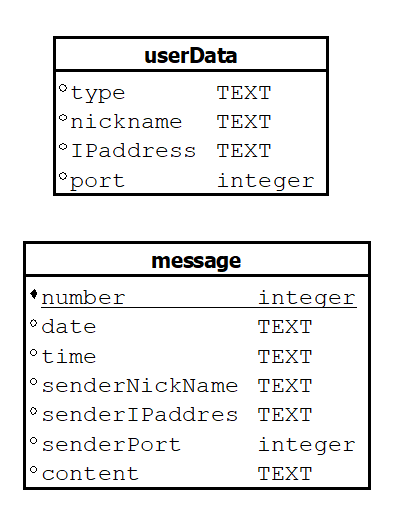 userData
type TEXT
nickname TEXT
IPaddress TEXT
port integer
message
number integer
date TEXT
time TEXT
senderNickName TEXT
senderIPaddres TEXT
senderPort integer
content TEXT